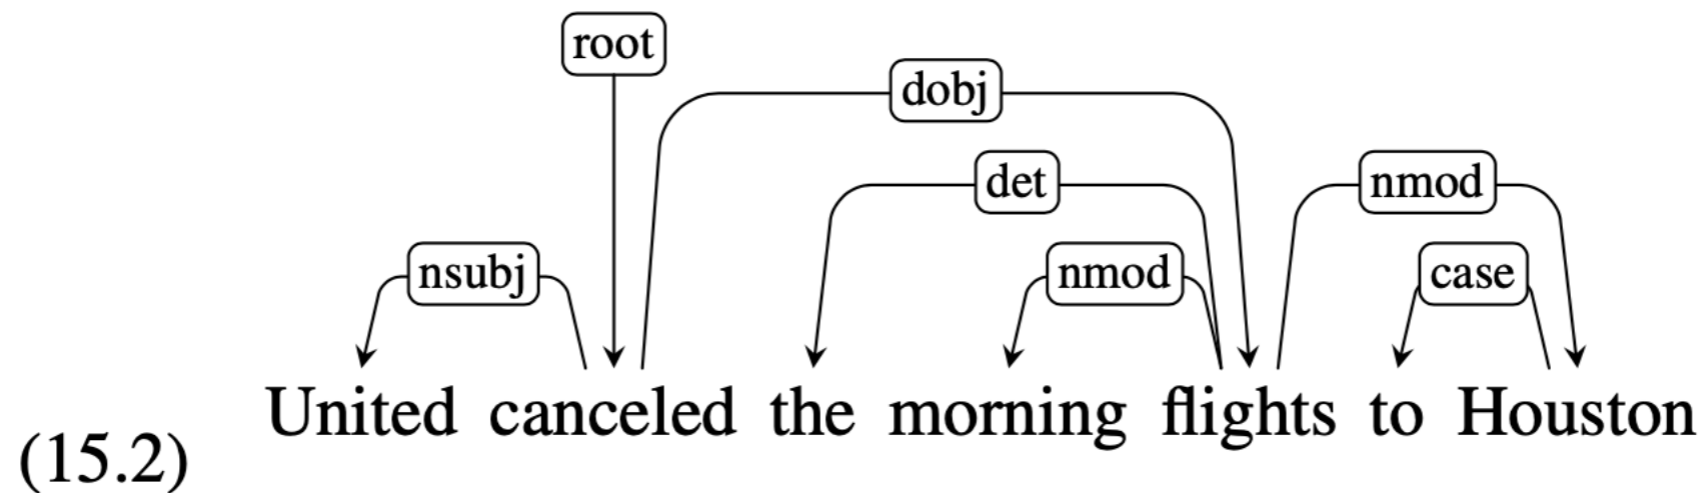 root
dobj
det nmod
nsubj nmod case
United canceled the morning flights to Houston
(15.2)